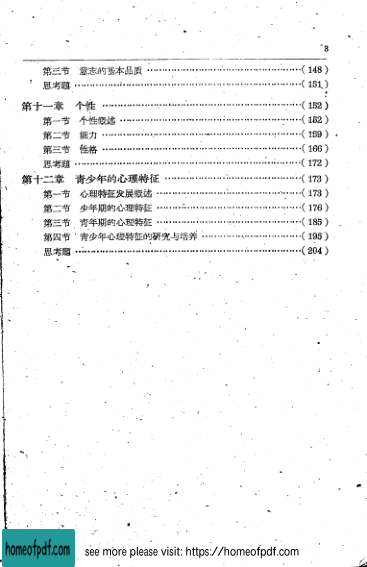 3
第三节 意志的基本品质 ……………………………（148）
思考题 ……………………………………………（151）
第十一章 个性 ……………………………………（152）
第一节 个性概述 …………………………………（152）
第二节 能力 ………………………………………（159）
第三节 性格 ………………………………………（166）
思考题 ……………………………………………（172）
第十二章 青少年的心理特征 ……………………（173）
第一节 心理特征发展概述 ………………………（173）
第二节 少年期的心理特征 ………………………（176）
第三节 青年期的心理特征 ………………………（185）
第四节 青少年心理特征的研究与培养 …………（195）
思考题 ……………………………………………（204）
homeofpdf.com
see more please visit: https://homeofpdf.com